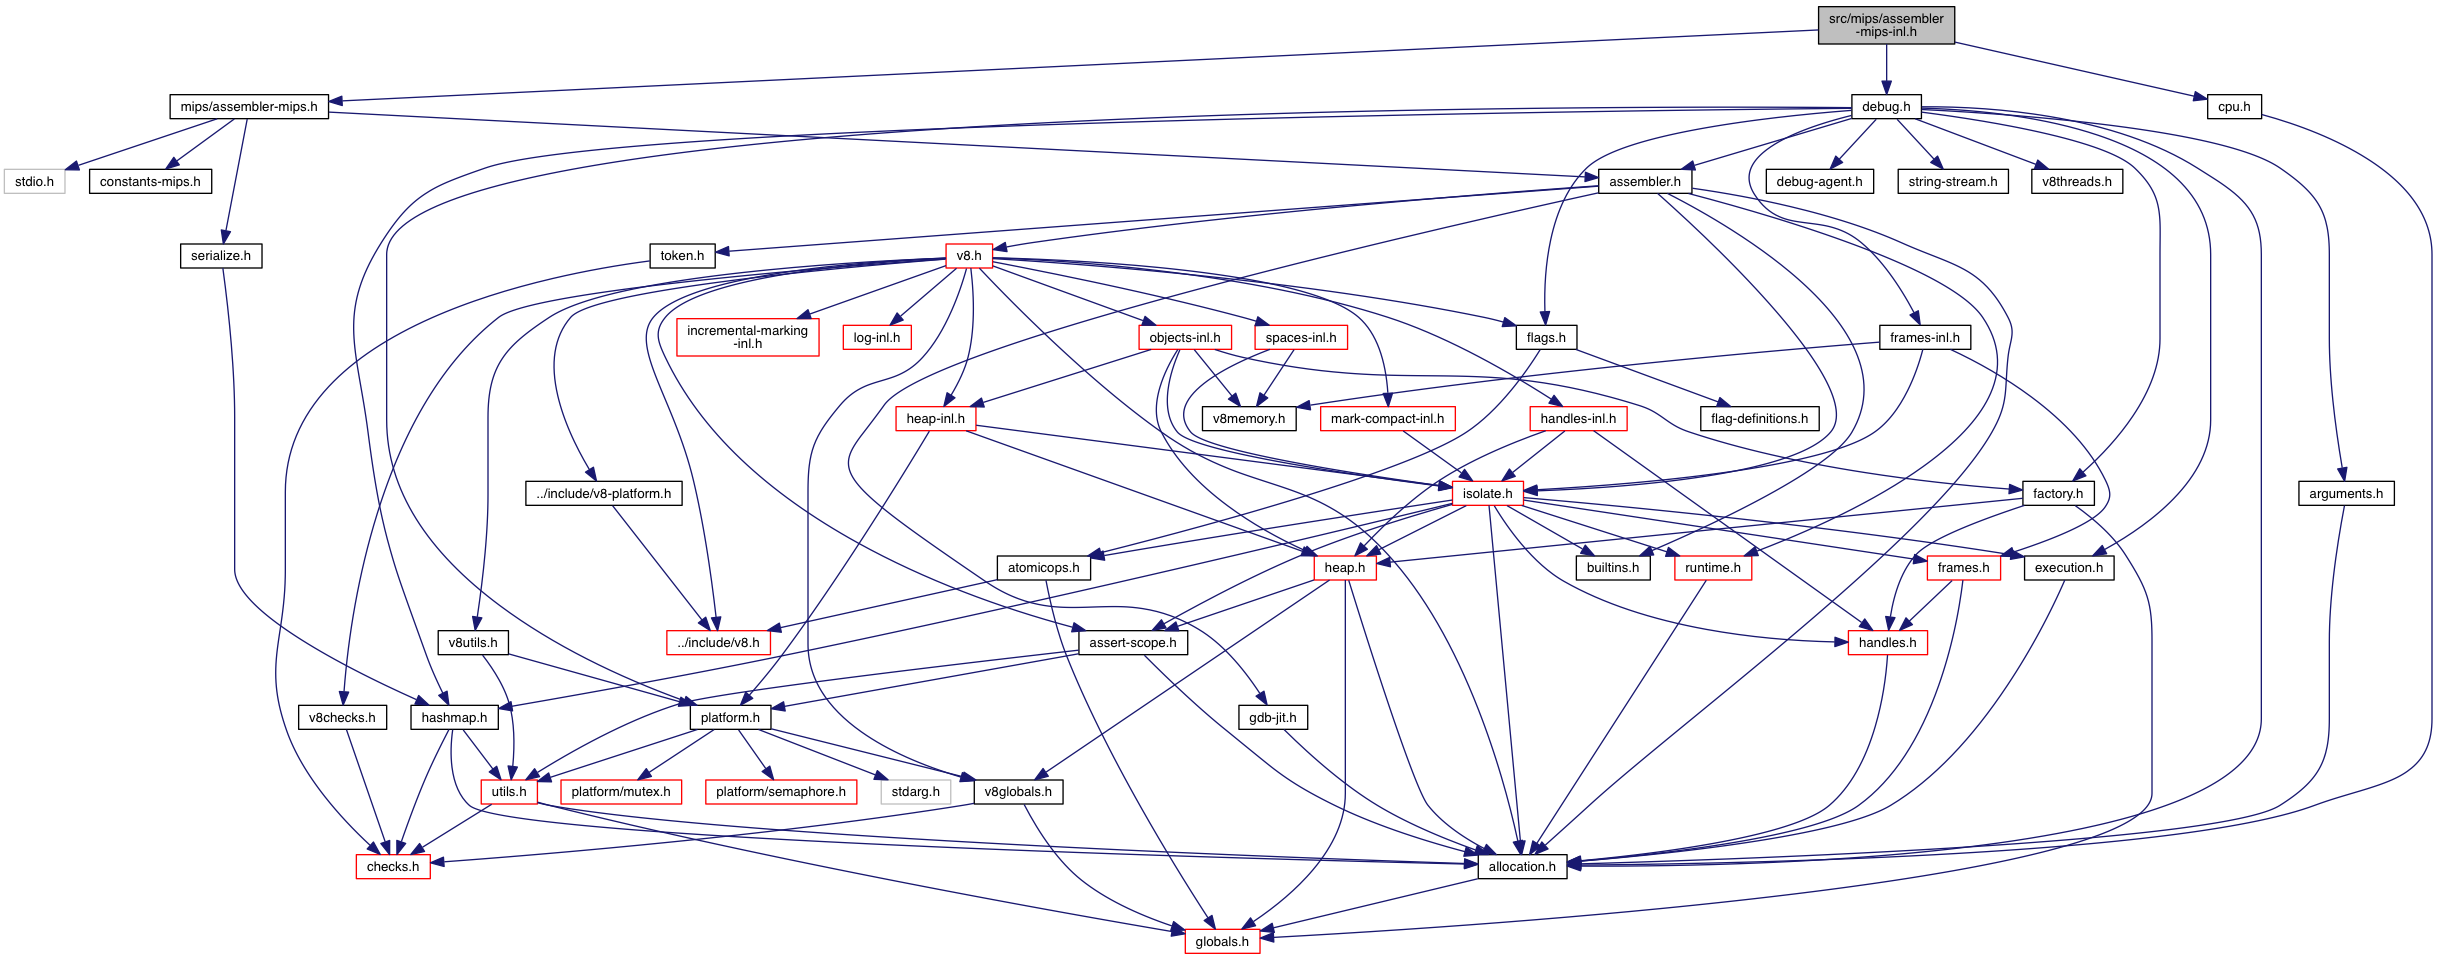 src/mips/assembler
-mips-inl.h
mips/assembler-mips.h
debug.h
cpu.h
stdio.h
constants-mips.h
assembler.h
debug-agent.h
string-stream.h
v8threads.h
serialize.h
token.h
v8.h
incremental-marking
-inl.h
log-inl.h
objects-inl.h
spaces-inl.h
flags.h
frames-inl.h
heap-inl.h
v8memory.h
mark-compact-inl.h
handles-inl.h
flag-definitions.h
../include/v8-platform.h
isolate.h
factory.h
arguments.h
atomicops.h
heap.h
builtins.h
runtime.h
frames.h
execution.h
v8utils.h
../include/v8.h
assert-scope.h
handles.h
v8checks.h
hashmap.h
platform.h
gdb-jit.h
utils.h
platform/mutex.h
platform/semaphore.h
stdarg.h
v8globals.h
checks.h
allocation.h
globals.h